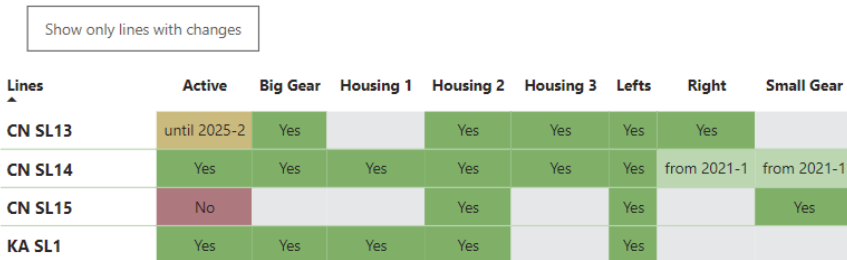 Show only lines with changes
Lines Active Big Gear Housing 1 Housing 2 Housing 3 Lefts Right Small Gear
CN SL13 until 2025-2 Yes Yes Yes Yes Yes
CN SL14 Yes Yes Yes Yes Yes Yes from 2021-1 from 2021-1
CN SL15 No Yes Yes Yes
KA SL1 Yes Yes Yes Yes Yes